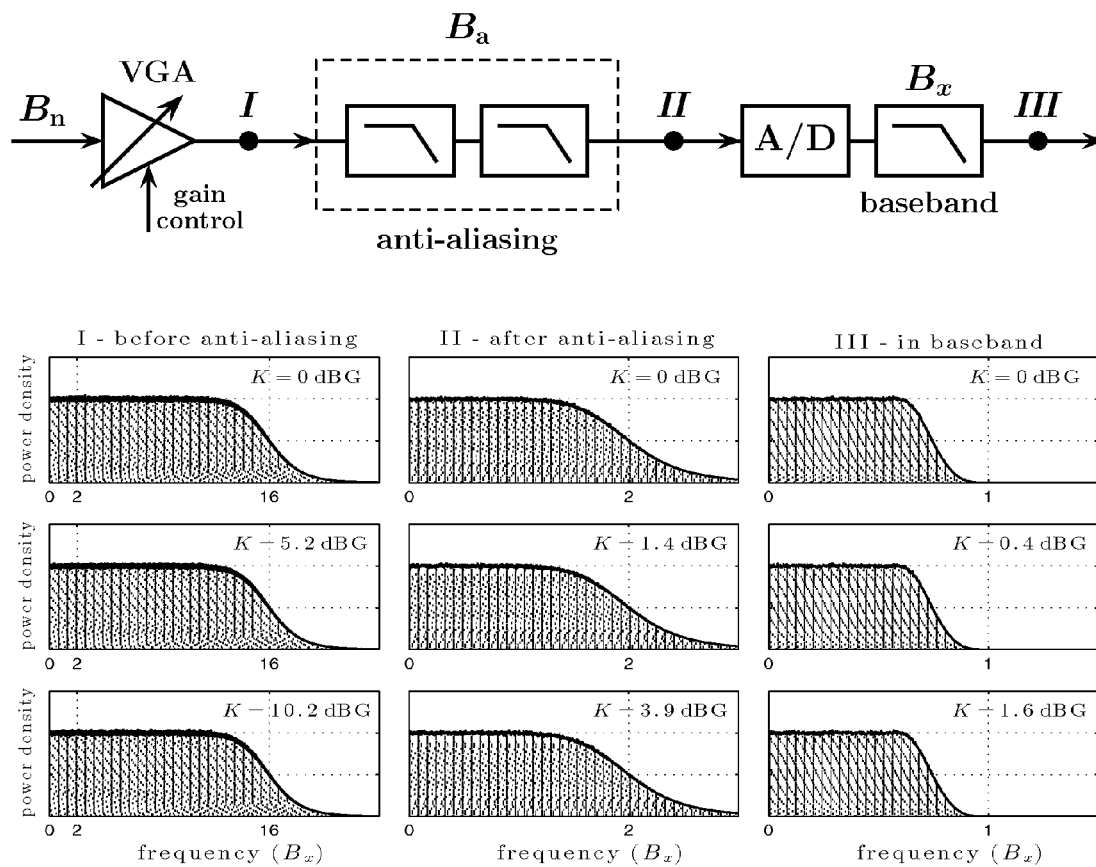 B_a
VGA
B_n
I
II
B_x
III
A/D
gain
control
anti-aliasing
baseband
I - before anti-aliasing
II - after anti-aliasing
III - in baseband
power density
K = 0 dBG
K = 0 dBG
K = 0 dBG
0 2 16
0 2
0 1
power density
K = 5.2 dBG
K = 1.4 dBG
K = 0.4 dBG
0 2 16
0 2
0 1
power density
K = 10.2 dBG
K = 3.9 dBG
K = 1.6 dBG
0 2 16
0 2
0 1
frequency (B_x)
frequency (B_x)
frequency (B_x)